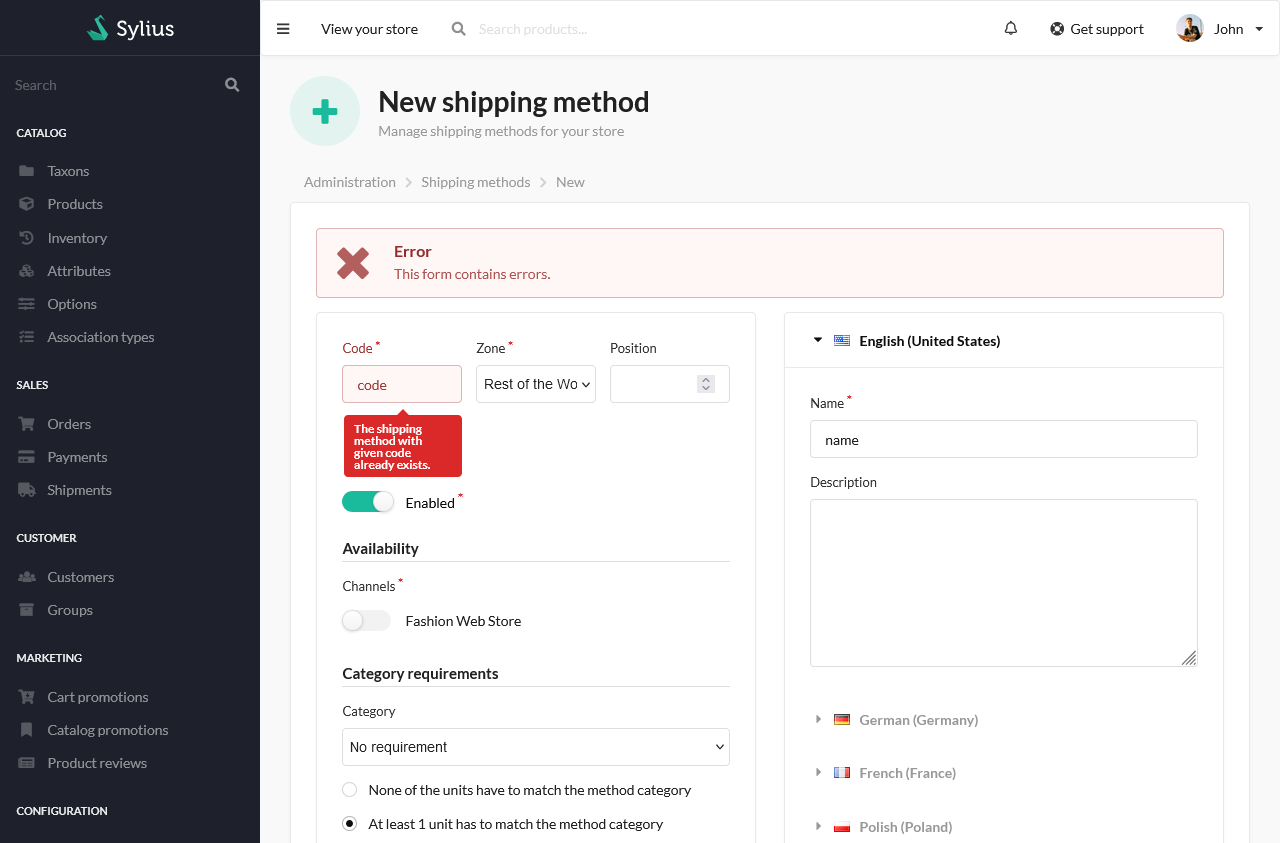 Sylius
View your store
Search products...
Get support
John
Search
CATALOG
Taxons
Products
Inventory
Attributes
Options
Association types
SALES
Orders
Payments
Shipments
CUSTOMER
Customers
Groups
MARKETING
Cart promotions
Catalog promotions
Product reviews
CONFIGURATION
New shipping method
Manage shipping methods for your store
Administration
Shipping methods
New
Error
This form contains errors.
Code *
code
The shipping
method with
given code
already exists.
Zone *
Rest of the Wo
Position
Enabled *
Availability
Channels *
Fashion Web Store
Category requirements
Category
No requirement
None of the units have to match the method category
At least 1 unit has to match the method category
English (United States)
Name *
name
Description
German (Germany)
French (France)
Polish (Poland)